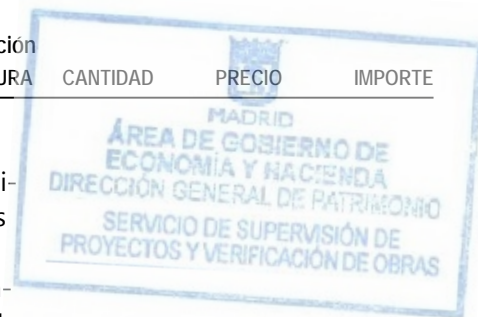 ción
URA CANTIDAD PRECIO IMPORTE
MADRID
ÁREA DE GOBIERNO DE
ECONOMÍA Y HACIENDA
i-
DIRECCIÓN GENERAL DE PATRIMONIO
s
SERVICIO DE SUPERVISIÓN DE
PROYECTOS Y VERIFICACIÓN DE OBRAS
-